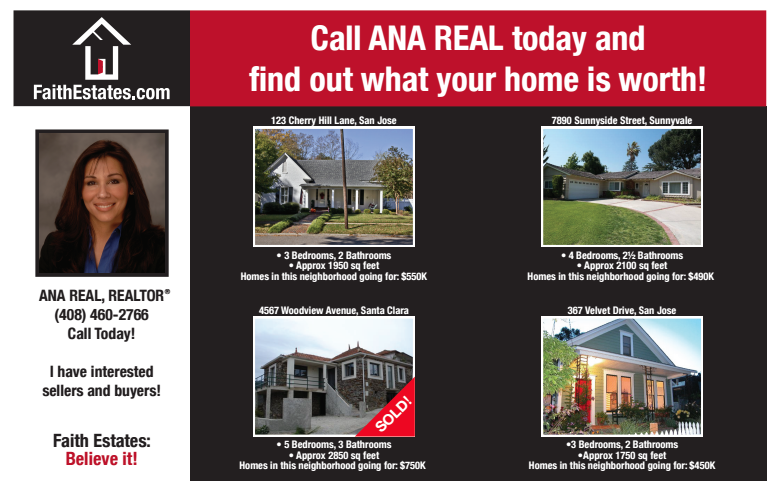 FaithEstates.com
Call ANA REAL today and
find out what your home is worth!
ANA REAL, REALTOR®
(408) 460-2766
Call Today!
I have interested
sellers and buyers!
Faith Estates:
Believe it!
123 Cherry Hill Lane, San Jose
• 3 Bedrooms, 2 Bathrooms
• Approx 1950 sq feet
Homes in this neighborhood going for: $550K
7890 Sunnyside Street, Sunnyvale
• 4 Bedrooms, 2½ Bathrooms
• Approx 2100 sq feet
Homes in this neighborhood going for: $490K
4567 Woodview Avenue, Santa Clara
SOLD!
• 5 Bedrooms, 3 Bathrooms
• Approx 2850 sq feet
Homes in this neighborhood going for: $750K
367 Velvet Drive, San Jose
•3 Bedrooms, 2 Bathrooms
•Approx 1750 sq feet
Homes in this neighborhood going for: $450K